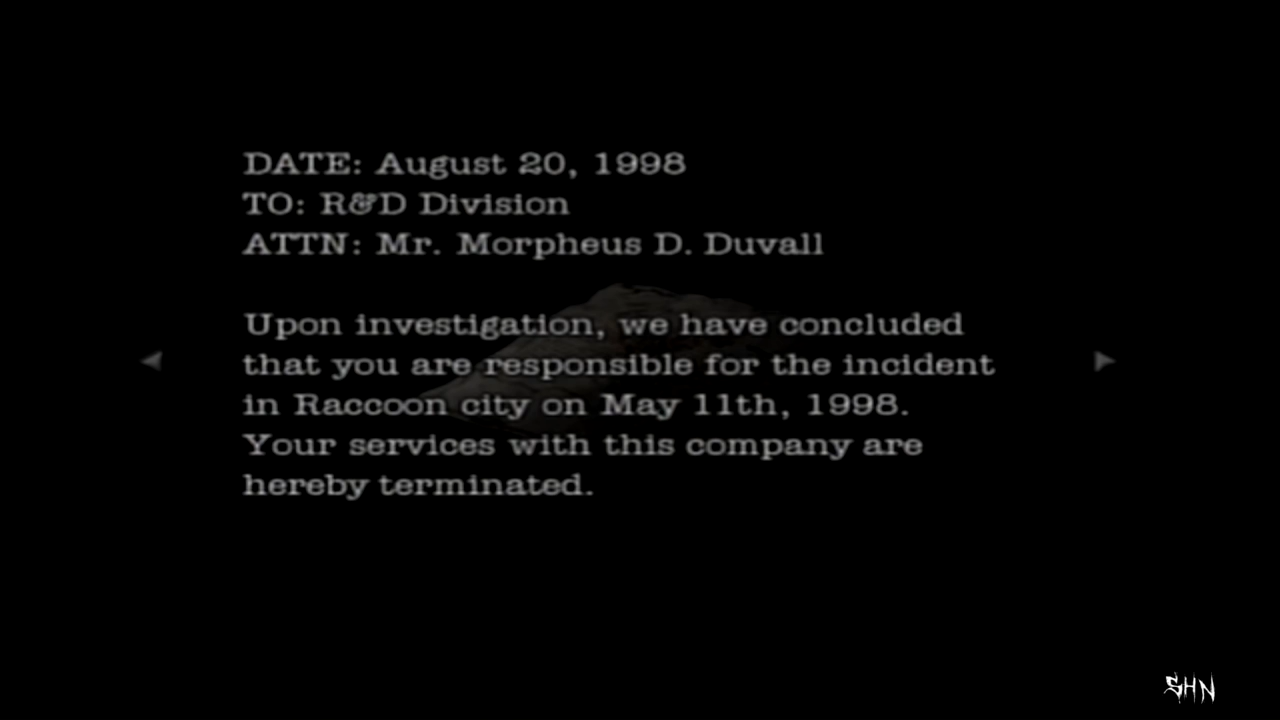 DATE: August 20, 1998
TO: R&D Division
ATTN: Mr. Morpheus D. Duvall
Upon investigation, we have concluded
that you are responsible for the incident
in Raccoon city on May 11th, 1998.
Your services with this company are
hereby terminated.
SHN